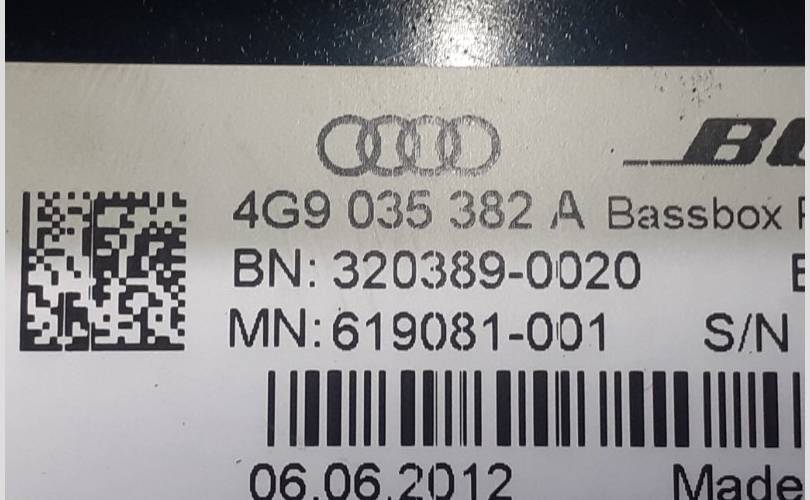 4G9 035 382 A Bassbox
BN: 320389-0020
MN: 619081-001 S/N
06.06.2012 Made